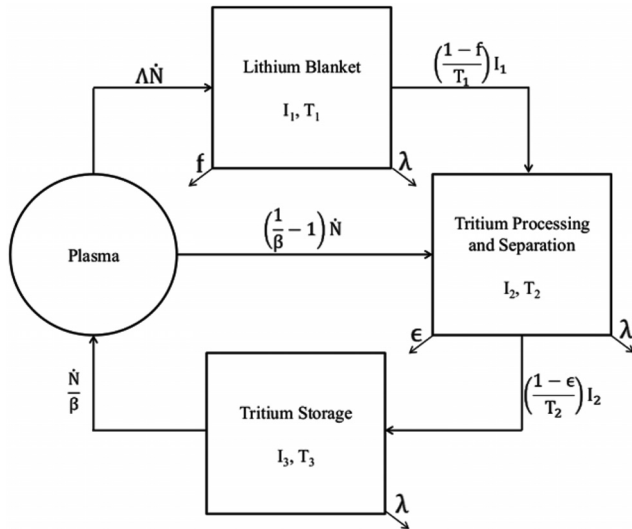 Lithium Blanket
I₁, T₁
ΛṄ
(1 − f / T₁) I₁
f
λ
Plasma
(1/β − 1) Ṅ
Tritium Processing
and Separation
I₂, T₂
ϵ
λ
Ṅ/β
Tritium Storage
I₃, T₃
(1 − ϵ / T₂) I₂
λ